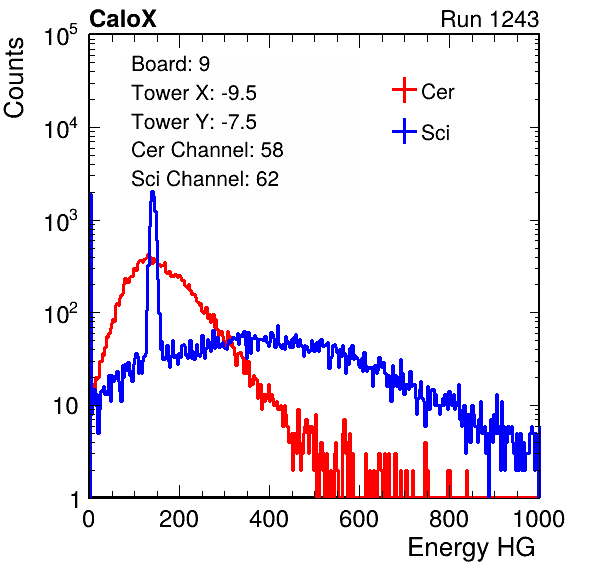 CaloX Run 1243
Counts
Board: 9
Tower X: -9.5
Tower Y: -7.5
Cer Channel: 58
Sci Channel: 62
Cer
Sci
10^5
10^4
10^3
10^2
10
1
0 200 400 600 800 1000
Energy HG